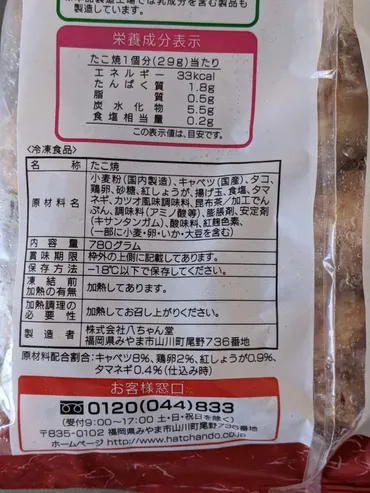 製造しています。
栄養成分表示
たこ焼1個分(29g)当たり
エネルギー 33kcal
たんぱく質 1.8g
脂質 0.5g
炭水化物 5.5g
食塩相当量 0.2g
この表示値は、目安です。
〈冷凍食品〉
名称 たこ焼
原材料名 小麦粉(国内製造)、キャベツ(国産)、タコ、
鶏卵、砂糖、紅しょうが、揚げ玉、食塩、タマ
ネギ、カツオ風味調味料、昆布茶/加工でん
ぷん、調味料(アミノ酸等)、膨脹剤、安定剤
(キサンタンガム)、酸味料、紅麹色素、
(一部に小麦・卵・いか・大豆を含む)
内容量 780グラム
賞味期限 枠外の上側に記載してあります。
保存方法 -18℃以下で保存してください。
凍結前加熱の有無 加熱してあります。
加熱調理の必要性 加熱してお召し上がりください。
製造者 株式会社八ちゃん堂
福岡県みやま市山川町尾野736番地
原材料配合割合:キャベツ8%、鶏卵2%、紅しょうが0.9%、
タマネギ0.4%(仕込み時)
お客様窓口
0120(044)833
(受付9:00~17:00 土・日・祝日を除く)
〒835-0102 福岡県みやま市山川町尾野736番地
ホームページ http://www.hatchando.co.jp